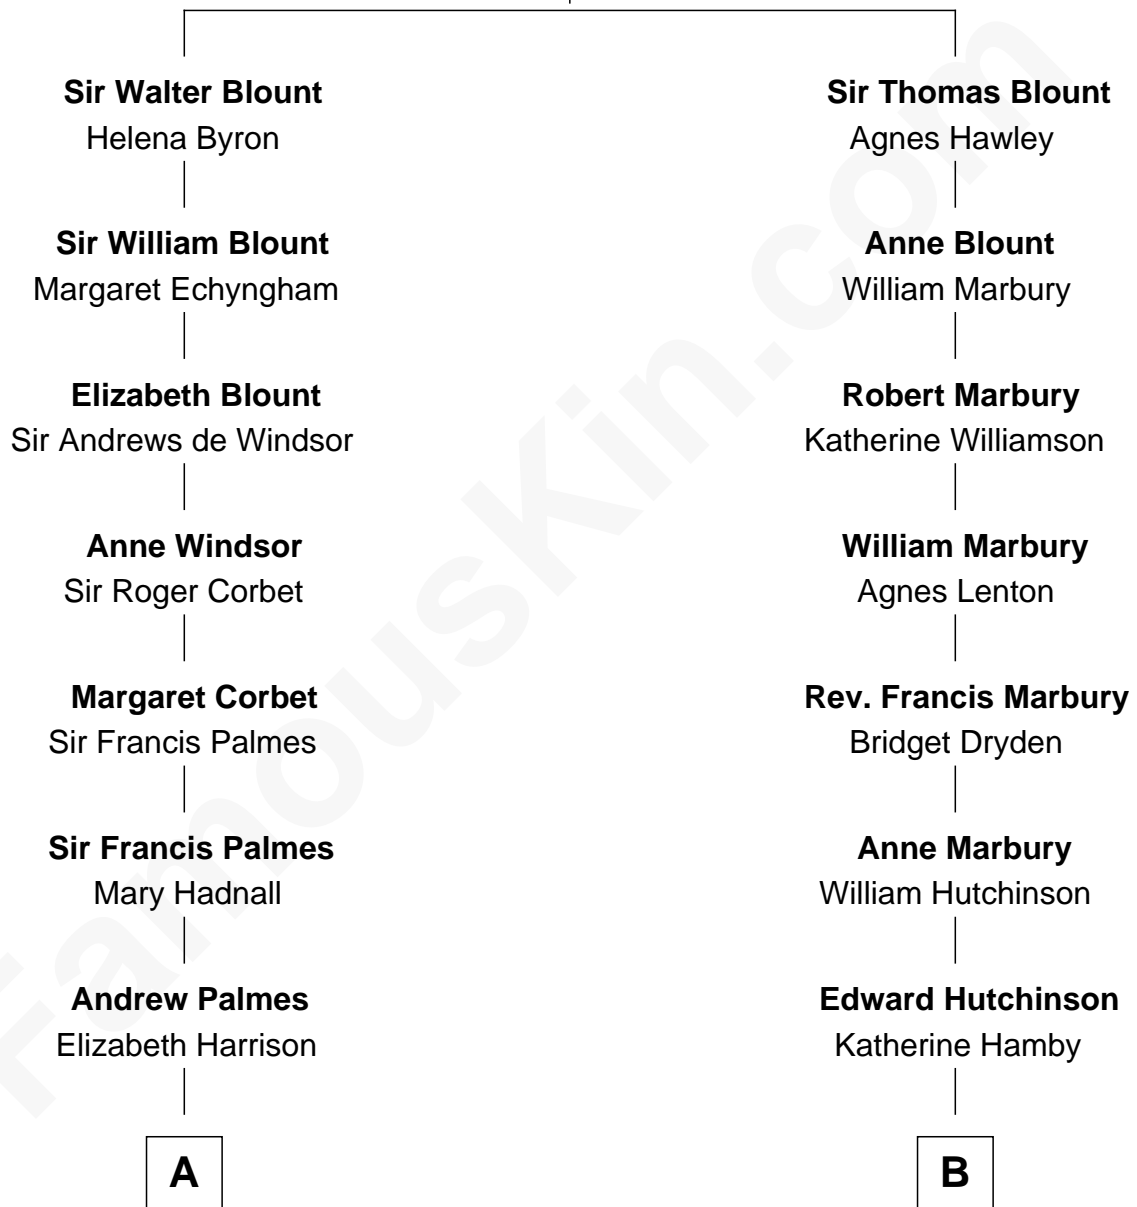 Sir Walter Blount
Helena Byron
Sir William Blount
Margaret Echyngham
Elizabeth Blount
Sir Andrews de Windsor
Anne Windsor
Sir Roger Corbet
Margaret Corbet
Sir Francis Palmes
Sir Francis Palmes
Mary Hadnall
Andrew Palmes
Elizabeth Harrison
A
Sir Thomas Blount
Agnes Hawley
Anne Blount
William Marbury
Robert Marbury
Katherine Williamson
William Marbury
Agnes Lenton
Rev. Francis Marbury
Bridget Dryden
Anne Marbury
William Hutchinson
Edward Hutchinson
Katherine Hamby
B
FamousKin.com